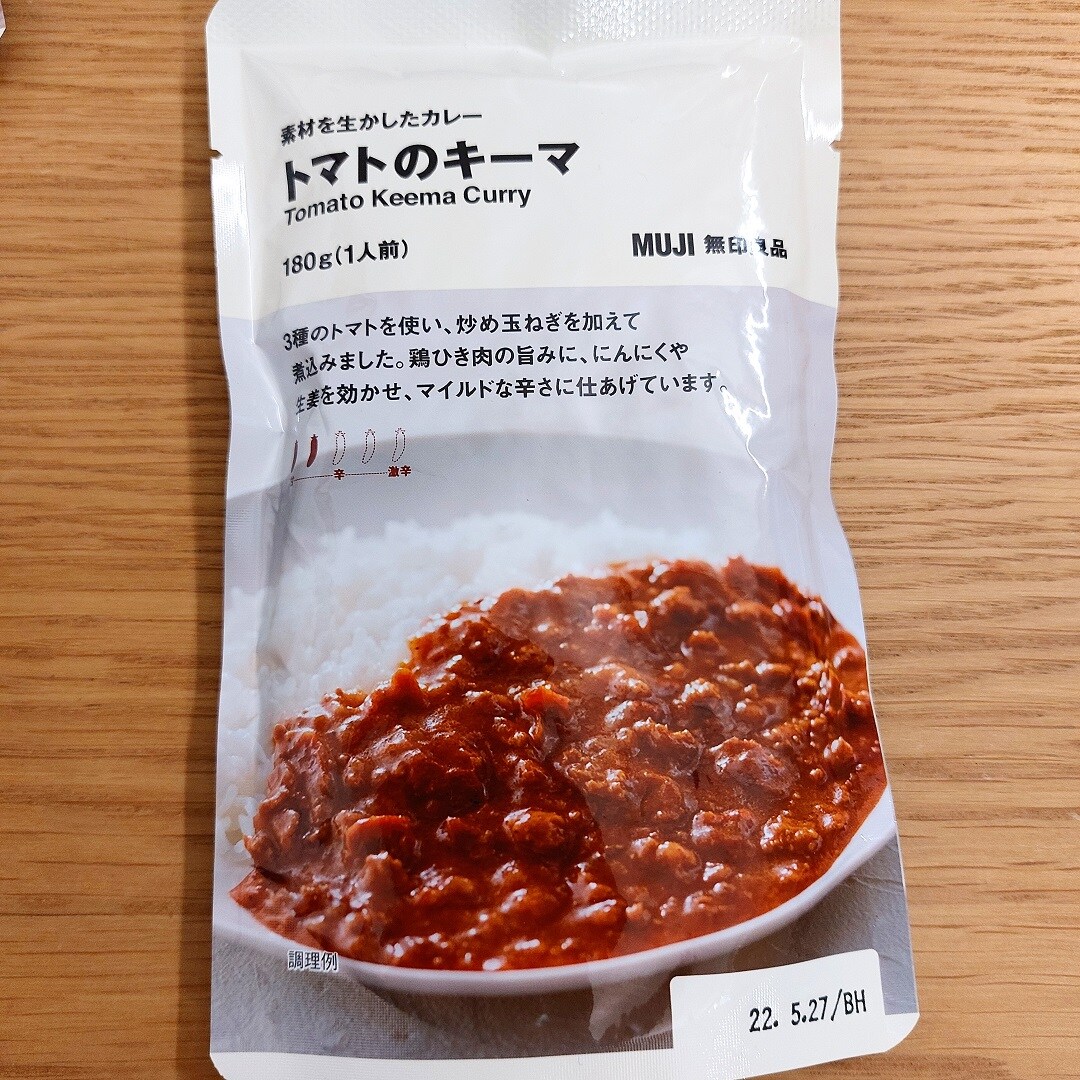 素材を生かしたカレー
トマトのキーマ
Tomato Keema Curry
180g(1人前)
MUJI 無印良品
3種のトマトを使い、炒め玉ねぎを加えて
煮込みました。鶏ひき肉の旨みに、にんにくや
生姜を効かせ、マイルドな辛さに仕あげています。
辛 激辛
調理例
22. 5.27/BH